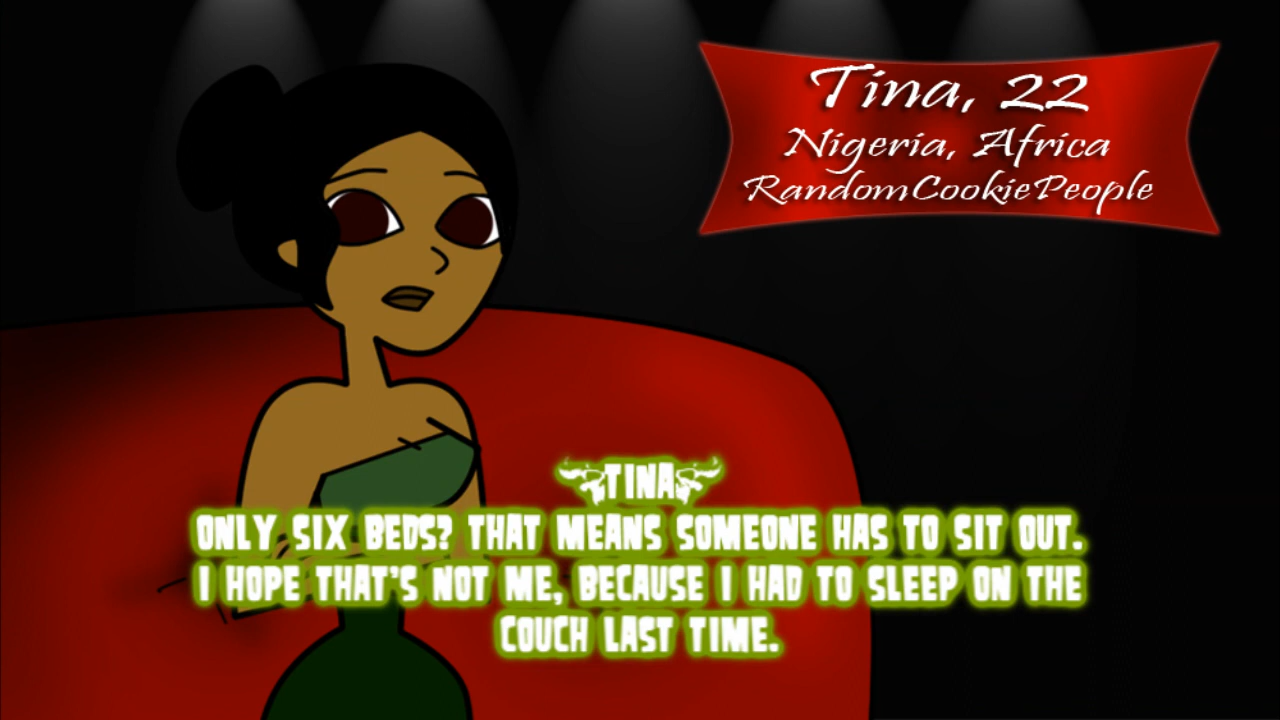 Tina, 22
Nigeria, Africa
RandomCookiePeople
TINA
ONLY SIX BEDS? THAT MEANS SOMEONE HAS TO SIT OUT.
I HOPE THAT'S NOT ME, BECAUSE I HAD TO SLEEP ON THE
COUCH LAST TIME.